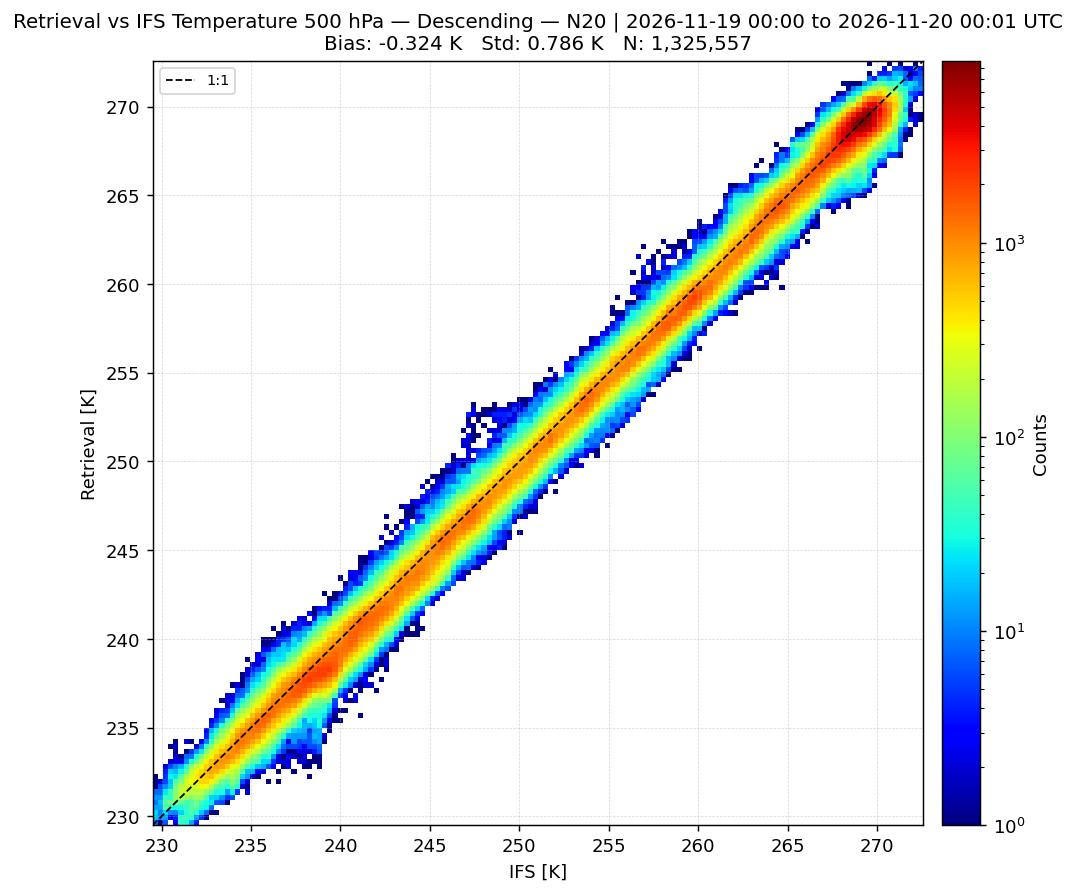 Retrieval vs IFS Temperature 500 hPa — Descending — N20 | 2026-11-19 00:00 to 2026-11-20 00:01 UTC
Bias: -0.324 K   Std: 0.786 K   N: 1,325,557
1:1
270
265
260
255
250
245
240
235
230
Retrieval [K]
230 235 240 245 250 255 260 265 270
IFS [K]
10³
10²
10¹
10⁰
Counts